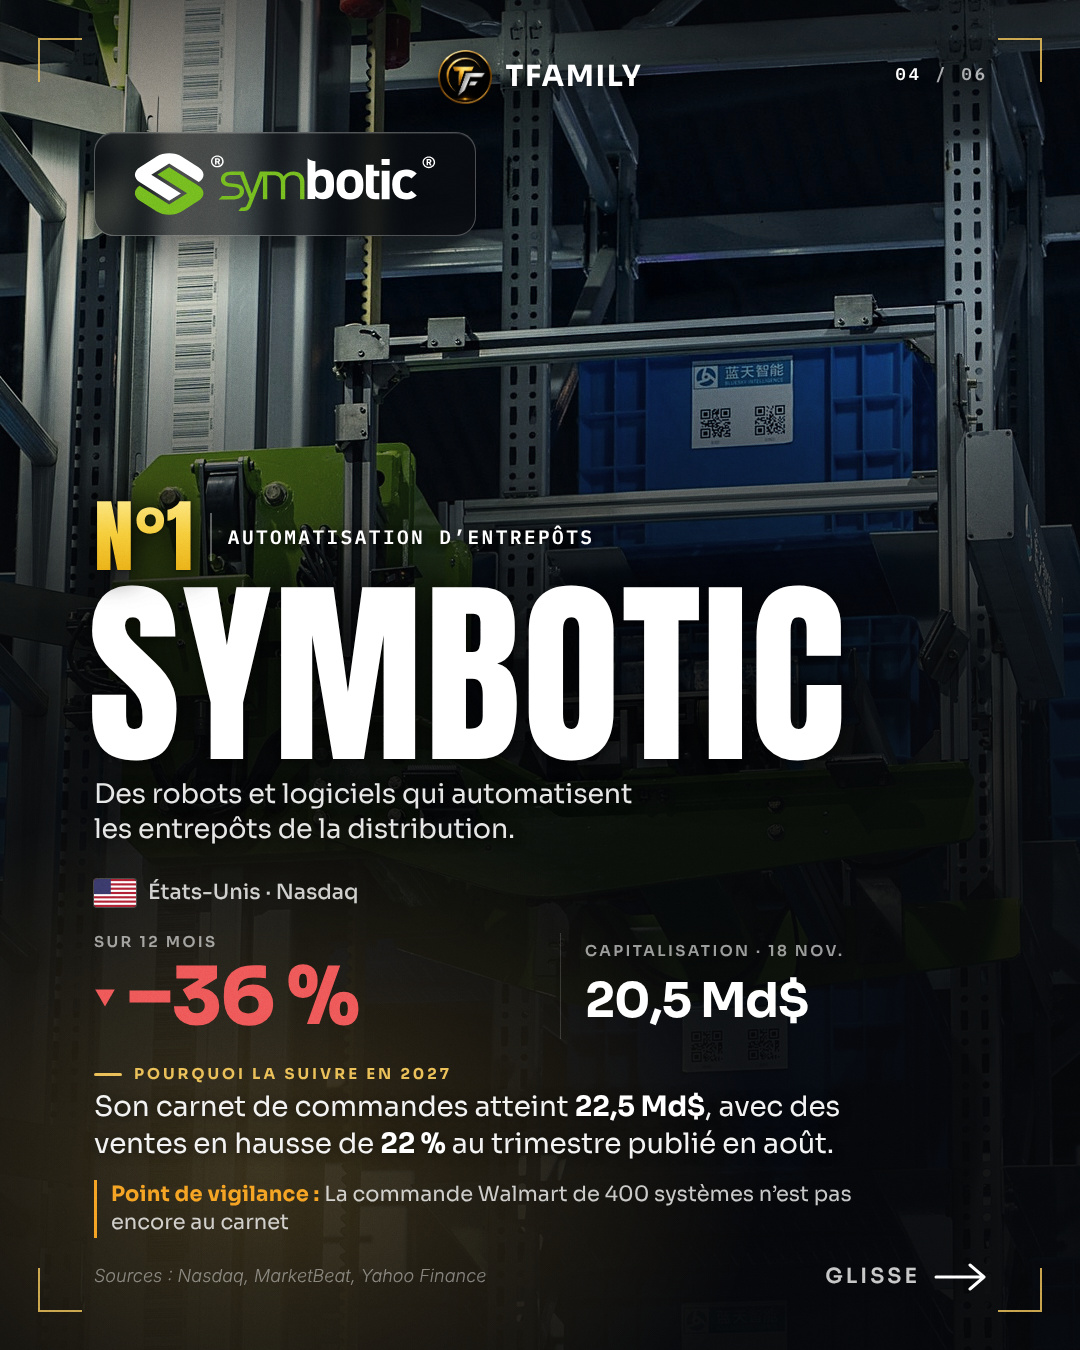 TFAMILY
04 / 06
symbotic
蓝天智能
BLUESKY INTELLIGENCE
N°1
AUTOMATISATION D’ENTREPÔTS
SYMBOTIC
Des robots et logiciels qui automatisent
les entrepôts de la distribution.
États-Unis · Nasdaq
SUR 12 MOIS
▼ −36 %
CAPITALISATION · 18 NOV.
20,5 Md$
POURQUOI LA SUIVRE EN 2027
Son carnet de commandes atteint 22,5 Md$, avec des
ventes en hausse de 22 % au trimestre publié en août.
Point de vigilance : La commande Walmart de 400 systèmes n’est pas
encore au carnet
Sources : Nasdaq, MarketBeat, Yahoo Finance
GLISSE